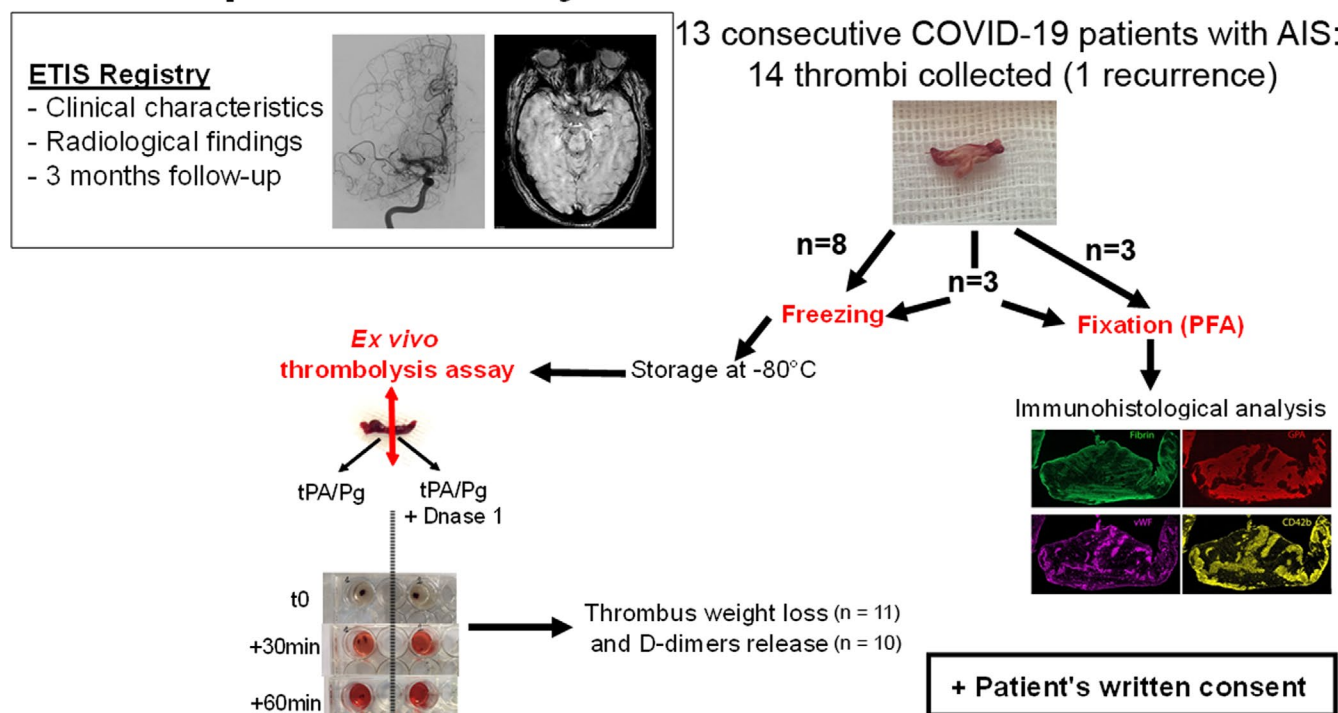 ETIS Registry
- Clinical characteristics
- Radiological findings
- 3 months follow-up
13 consecutive COVID-19 patients with AIS:
14 thrombi collected (1 recurrence)
n=8
n=3
n=3
Freezing
Fixation (PFA)
Ex vivo
thrombolysis assay
Storage at -80°C
Immunohistological analysis
Fibrin
GPA
vWF
CD42b
tPA/Pg
tPA/Pg
+ Dnase 1
t0
+30min
+60min
Thrombus weight loss (n = 11)
and D-dimers release (n = 10)
+ Patient's written consent